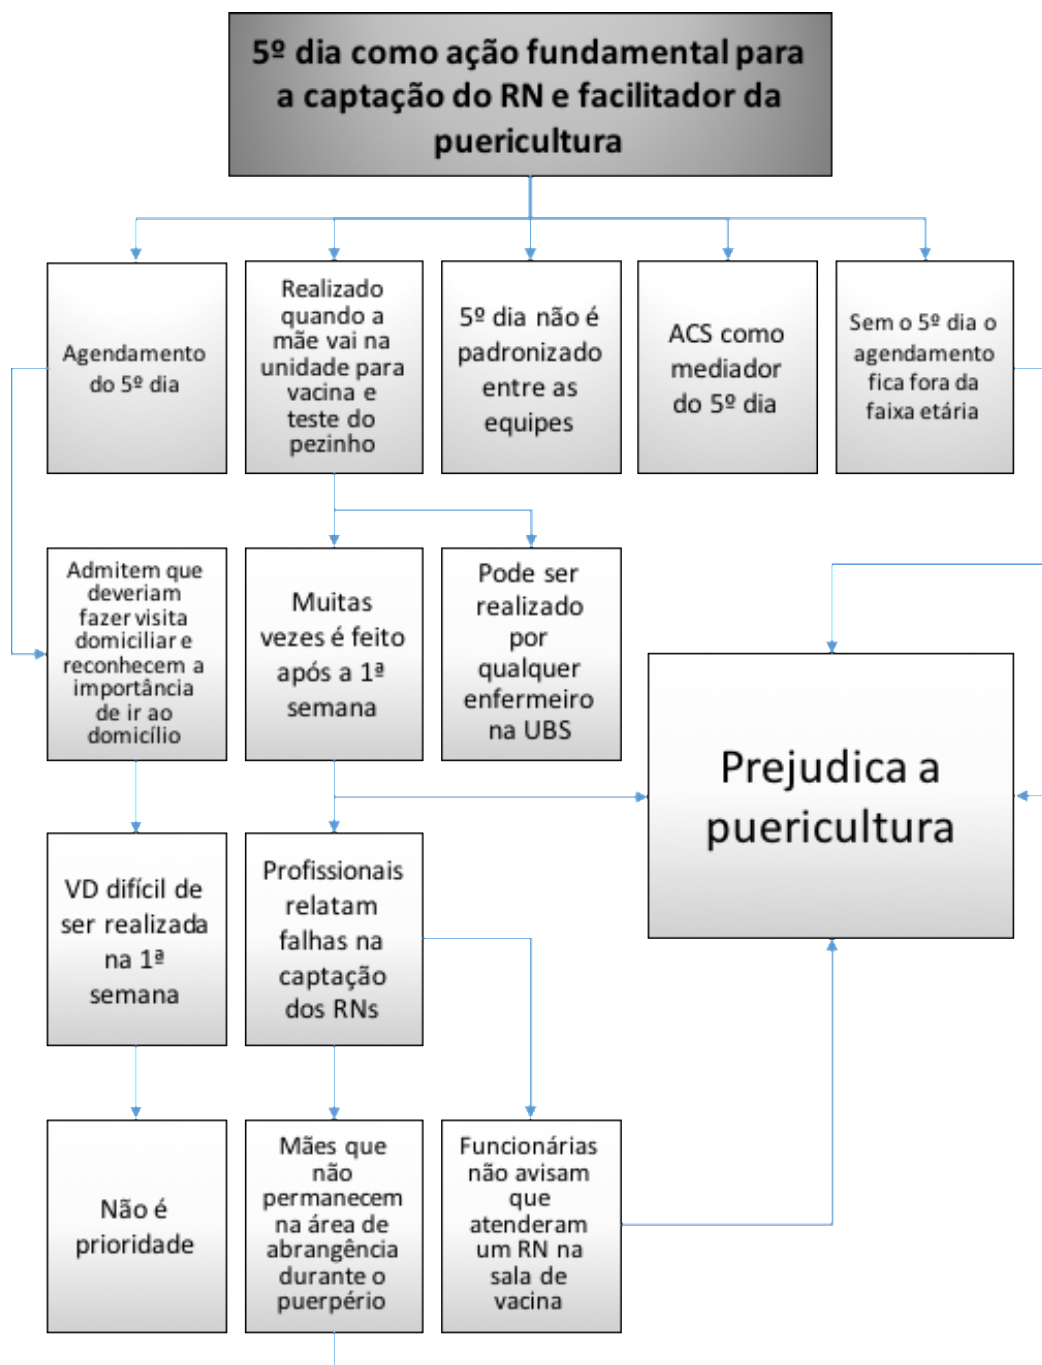 5º dia como ação fundamental para
a captação do RN e facilitador da
puericultura
Agendamento
do 5º dia
Realizado
quando a
mãe vai na
unidade para
vacina e
teste do
pezinho
5º dia não é
padronizado
entre as
equipes
ACS como
mediador
do 5º dia
Sem o 5º dia o
agendamento
fica fora da
faixa etária
Admitem que
deveriam
fazer visita
domiciliar e
reconhecem a
importância
de ir ao
domicílio
Muitas
vezes é feito
após a 1ª
semana
Pode ser
realizado
por
qualquer
enfermeiro
na UBS
Prejudica a
puericultura
VD difícil de
ser realizada
na 1ª
semana
Profissionais
relatam
falhas na
captação
dos RNs
Não é
prioridade
Mães que
não
permanecem
na área de
abrangência
durante o
puerpério
Funcionárias
não avisam
que
atenderam
um RN na
sala de
vacina